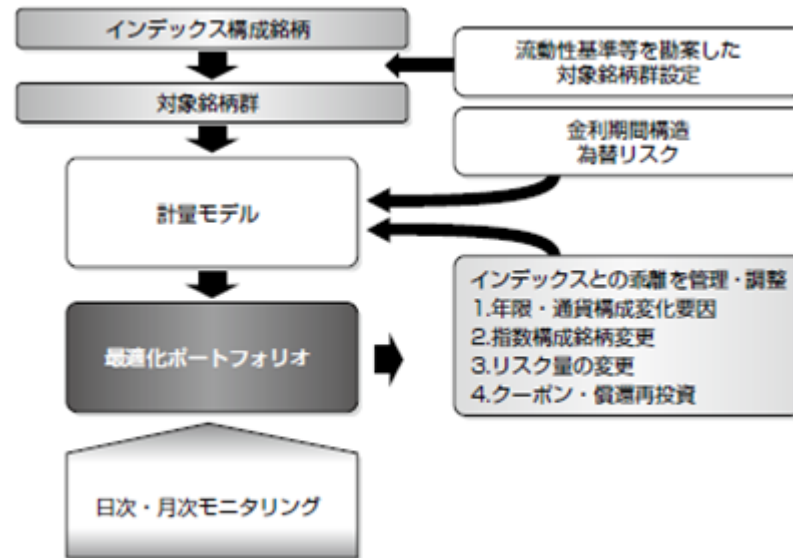 インデックス構成銘柄
流動性基準等を勘案した
対象銘柄群設定
対象銘柄群
金利期間構造
為替リスク
計量モデル
インデックスとの乖離を管理・調整
1.年限・通貨構成変化要因
2.指数構成銘柄変更
3.リスク量の変更
4.クーポン・償還再投資
最適化ポートフォリオ
日次・月次モニタリング